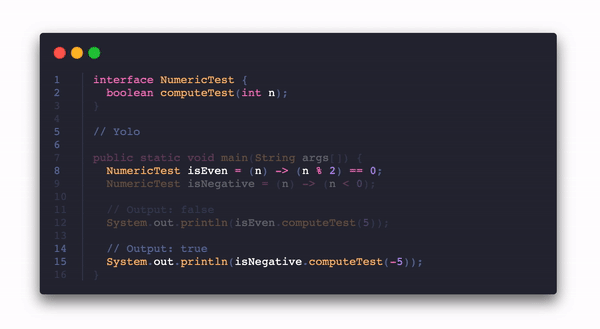 1 interface NumericTest {
2 boolean computeTest(int n);
3 }
4
5 // Yolo
6
7 public static void main(String args[]) {
8 NumericTest isEven = (n) -> (n % 2) == 0;
9 NumericTest isNegative = (n) -> (n < 0);
10
11 // Output: false
12 System.out.println(isEven.computeTest(5));
13
14 // Output: true
15 System.out.println(isNegative.computeTest(-5));
16 }